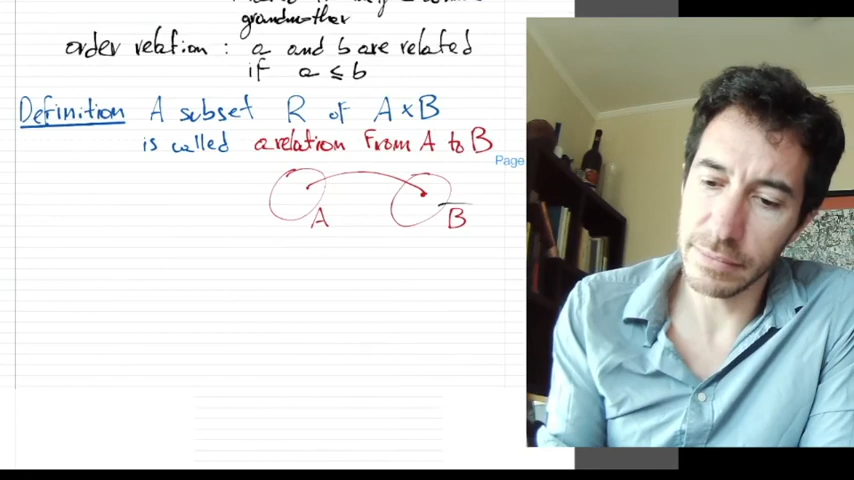 grandmother
order relation : a and b are related
if a ≤ b
Definition A subset R of A×B
is called a relation From A to B
Page
A B